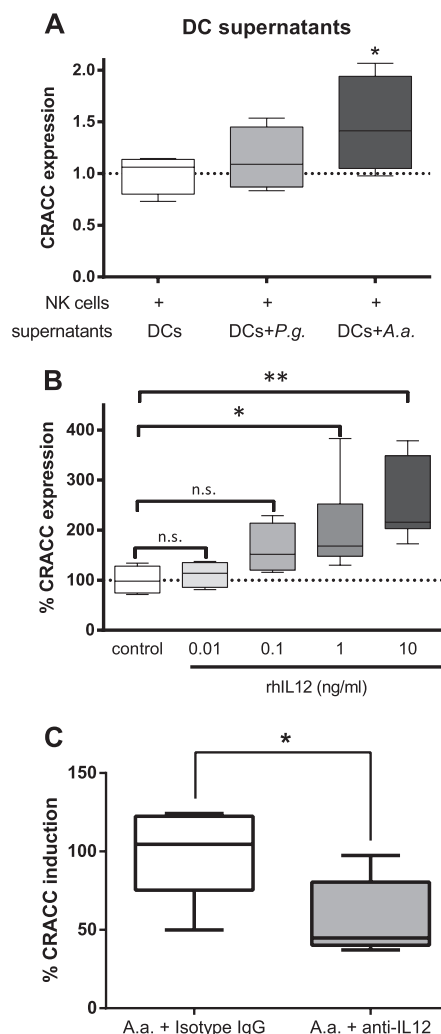 A
DC supernatants
CRACC expression
2.0
1.5
1.0
0.5
0.0
*
NK cells + + +
supernatants DCs DCs+P.g. DCs+A.a.
B
% CRACC expression
400
300
200
100
0
**
*
n.s.
n.s.
control 0.01 0.1 1 10
rhIL12 (ng/ml)
C
% CRACC induction
150
100
50
0
*
A.a. + Isotype IgG A.a. + anti-IL12